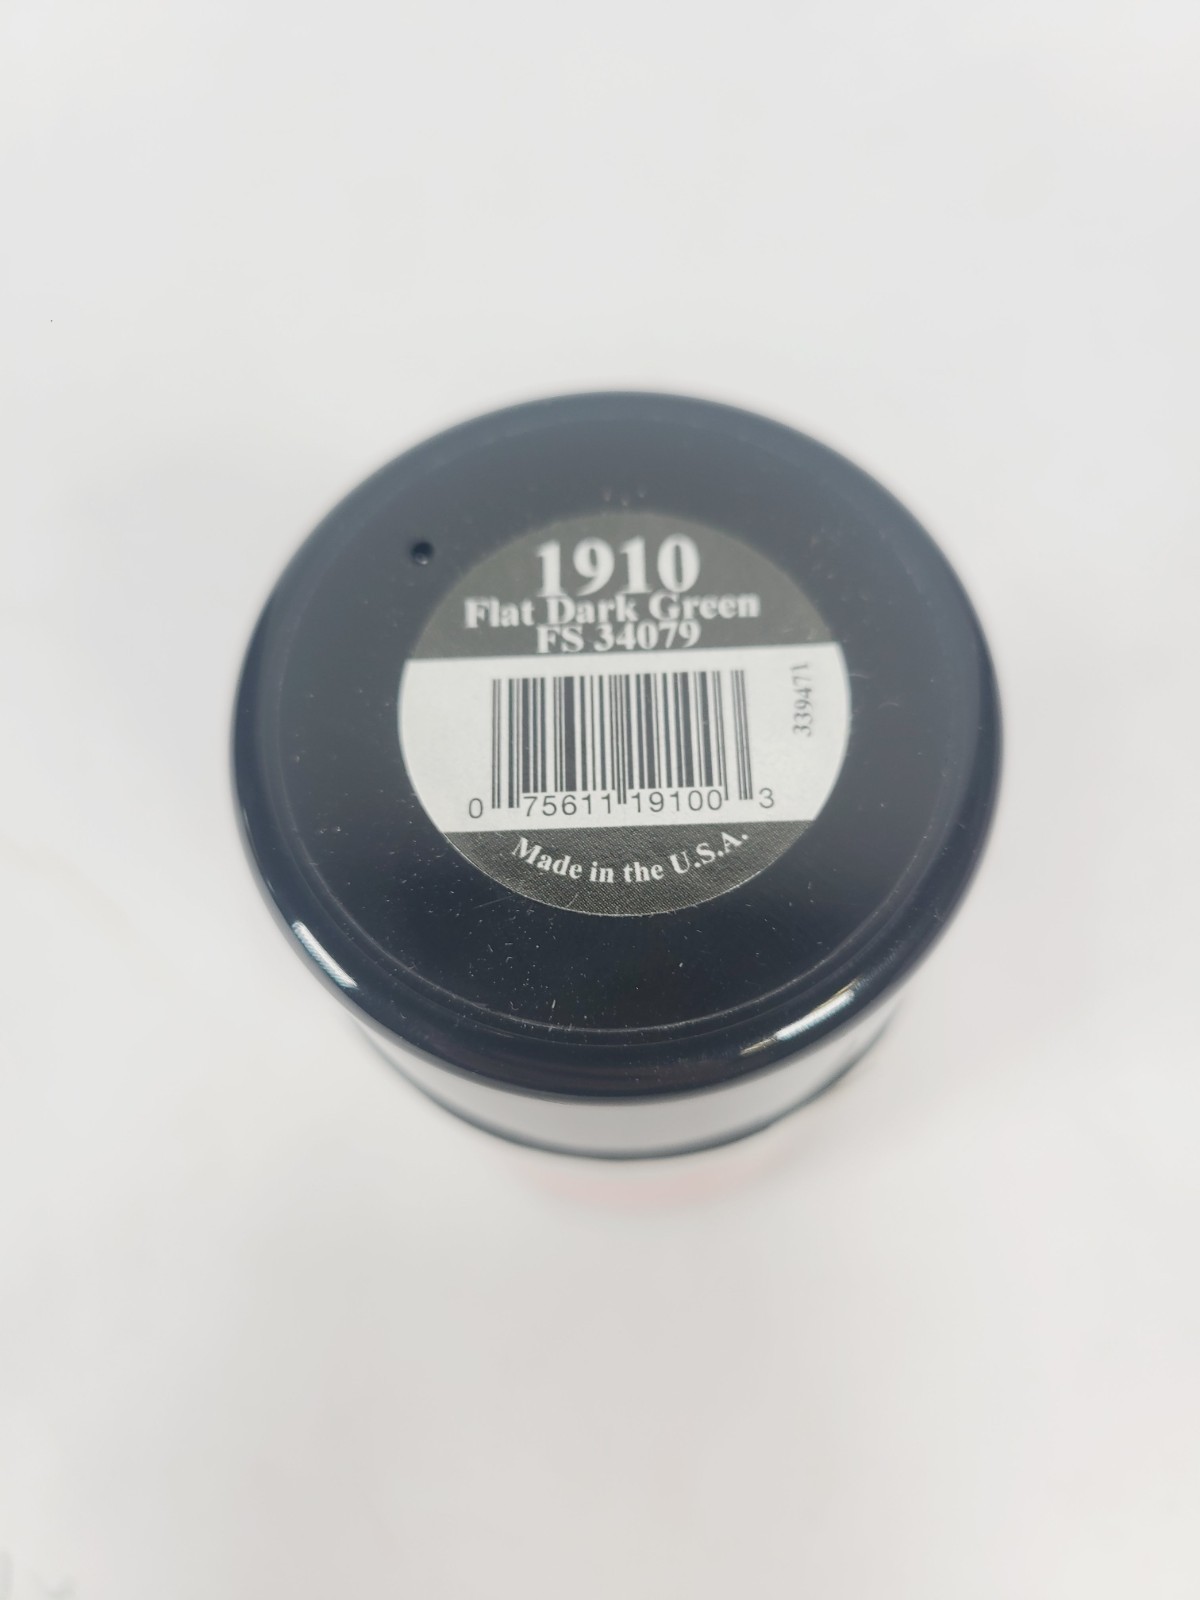 1910
Flat Dark Green
FS 34079
339471
0 75611 19100 3
Made in the U.S.A.